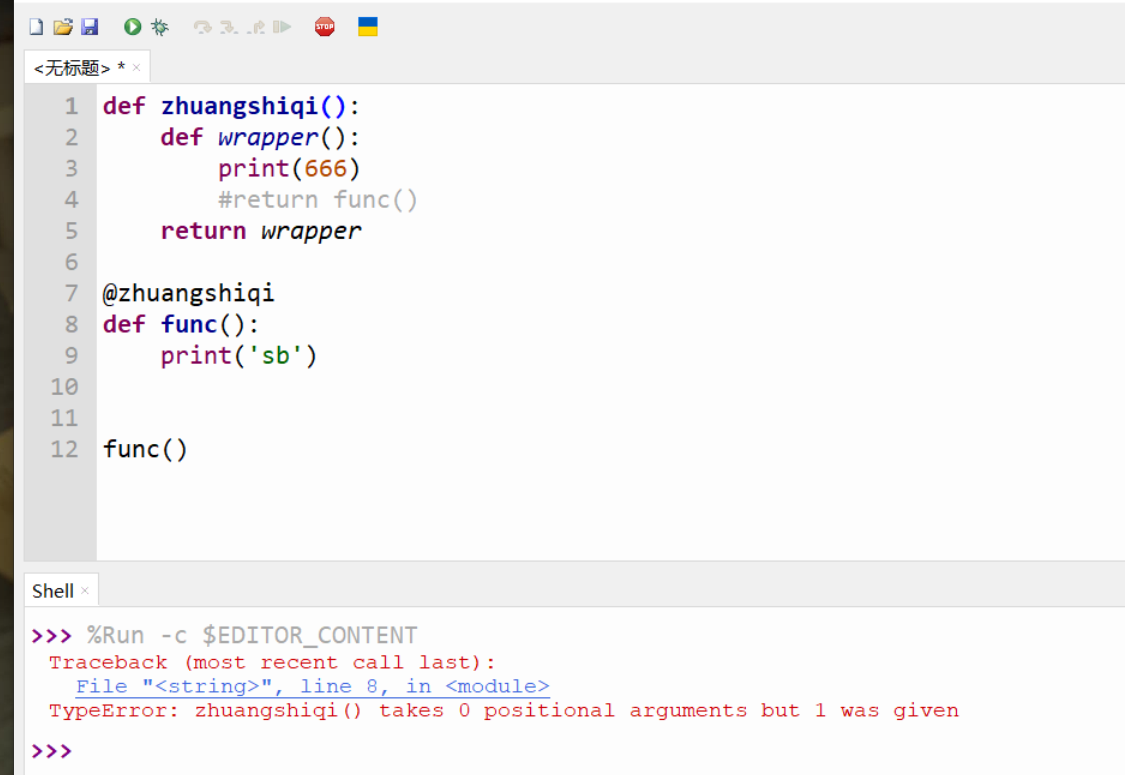 STOP
<无标题> * ×
1 def zhuangshiqi():
2     def wrapper():
3         print(666)
4         #return func()
5     return wrapper
6
7 @zhuangshiqi
8 def func():
9     print('sb')
10
11
12 func()
Shell ×
>>> %Run -c $EDITOR_CONTENT
Traceback (most recent call last):
  File "<string>", line 8, in <module>
TypeError: zhuangshiqi() takes 0 positional arguments but 1 was given
>>>